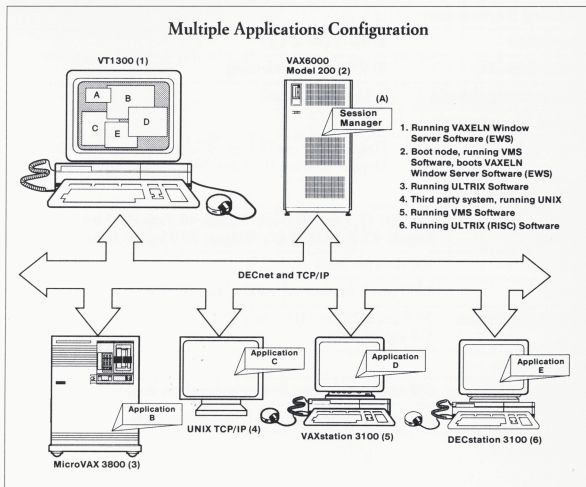 Multiple Applications Configuration
VT1300 (1)
A
B
C
D
E
VAX6000
Model 200 (2)
(A)
Session
Manager
1. Running VAXELN Window
Server Software (EWS)
2. Boot node, running VMS
Software, boots VAXELN
Window Server Software (EWS)
3. Running ULTRIX Software
4. Third party system, running UNIX
5. Running VMS Software
6. Running ULTRIX (RISC) Software
DECnet and TCP/IP
Application
B
MicroVAX 3800 (3)
Application
C
UNIX TCP/IP (4)
Application
D
VAXstation 3100 (5)
Application
E
DECstation 3100 (6)